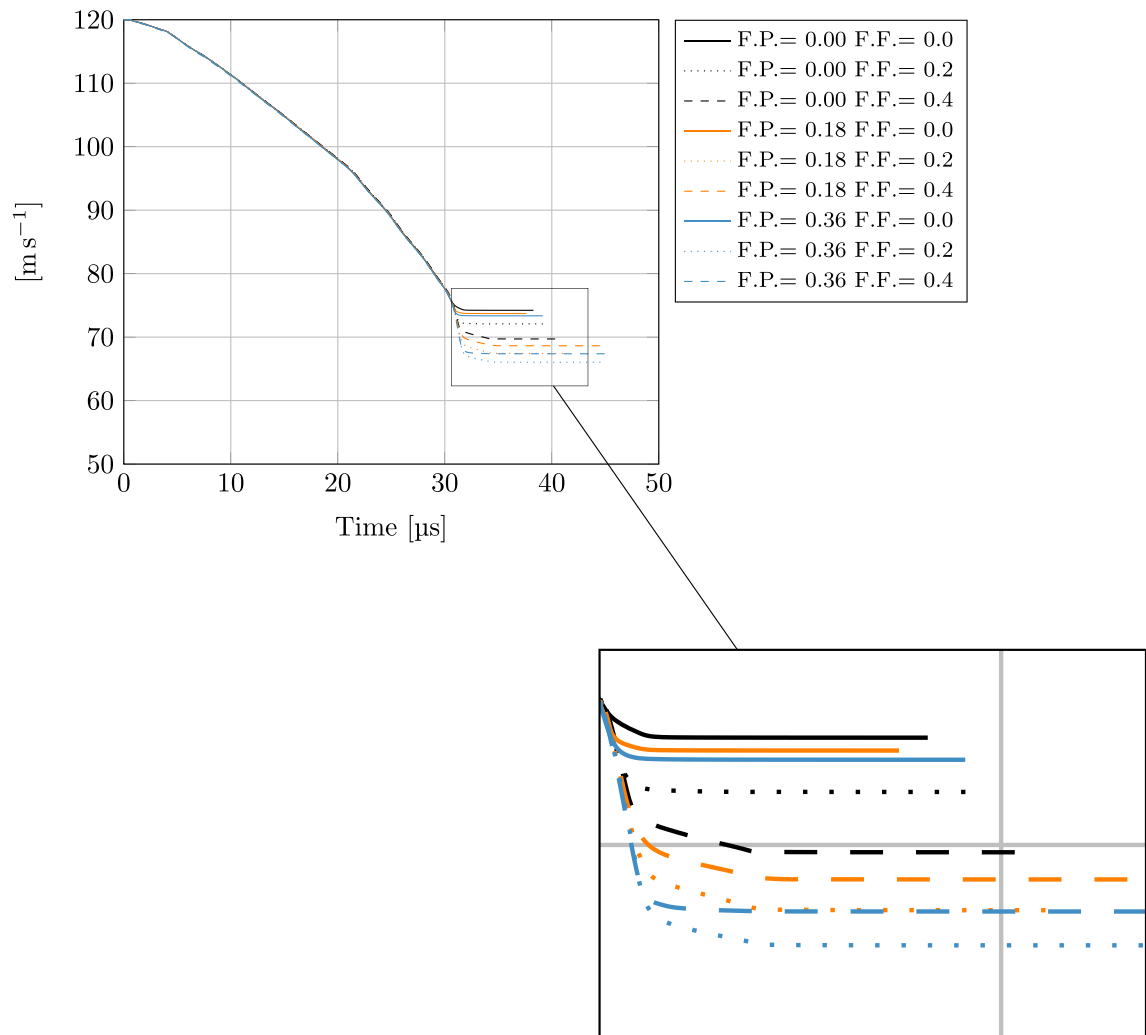 120
110
100
90
80
70
60
50
[m s⁻¹]
0 10 20 30 40 50
Time [µs]
F.P.= 0.00 F.F.= 0.0
F.P.= 0.00 F.F.= 0.2
F.P.= 0.00 F.F.= 0.4
F.P.= 0.18 F.F.= 0.0
F.P.= 0.18 F.F.= 0.2
F.P.= 0.18 F.F.= 0.4
F.P.= 0.36 F.F.= 0.0
F.P.= 0.36 F.F.= 0.2
F.P.= 0.36 F.F.= 0.4